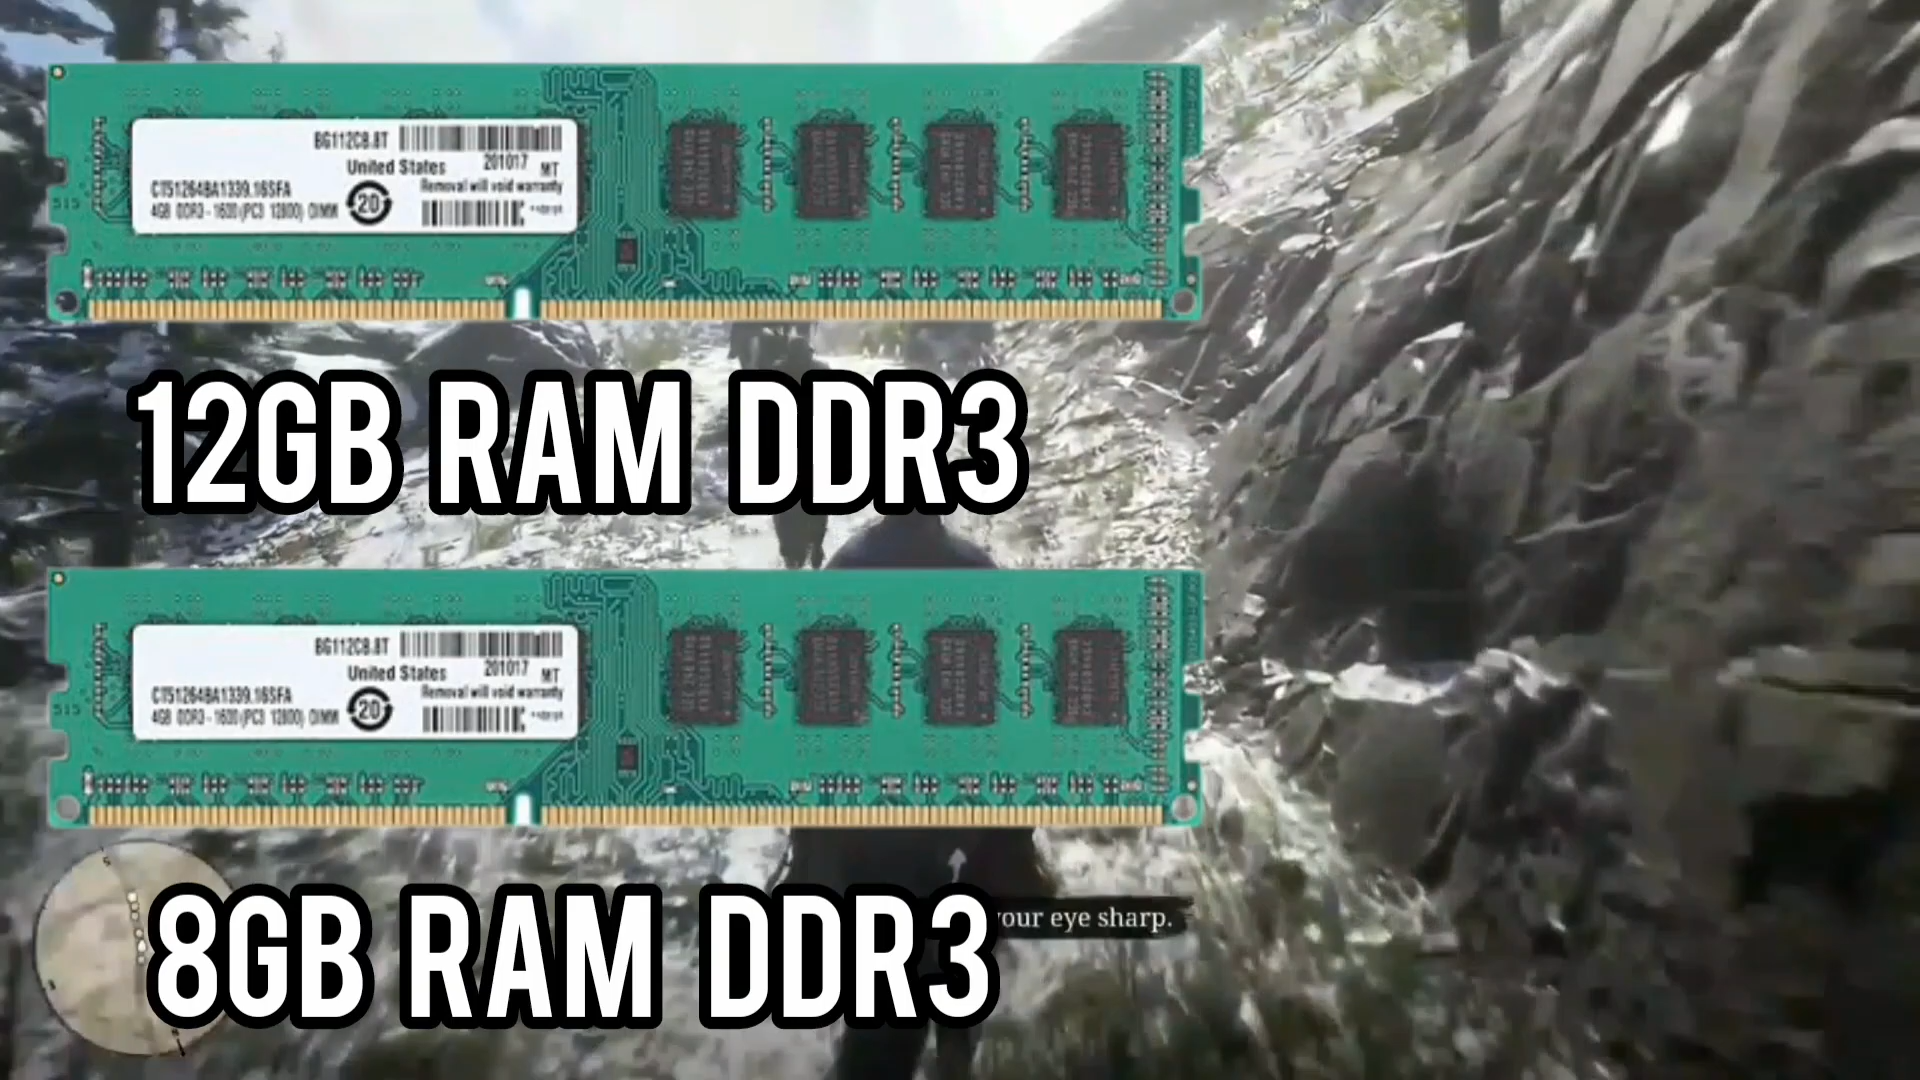 BG112C8.8T
United States 201017 MT
Removal will void warranty
CT51264BA1339.16SFA
4GB DDR3-1600(PC3 12800) DIMM
20
515
12GB RAM DDR3
BG112C8.8T
United States 201017 MT
Removal will void warranty
CT51264BA1339.16SFA
4GB DDR3-1600(PC3 12800) DIMM
20
515
your eye sharp.
8GB RAM DDR3